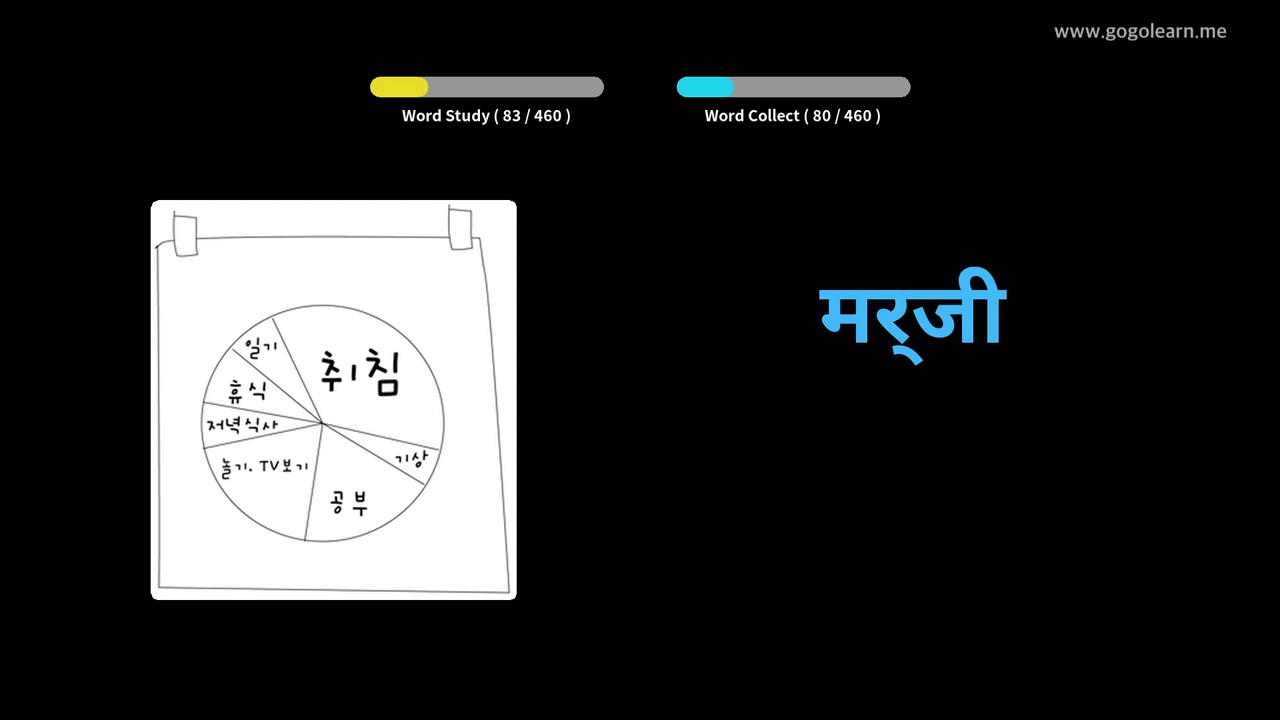 www.gogolearn.me
Word Study ( 83 / 460 )
Word Collect ( 80 / 460 )
일기
취침
휴식
저녁식사
놀기. TV보기
기상
공부
मर्‌जी